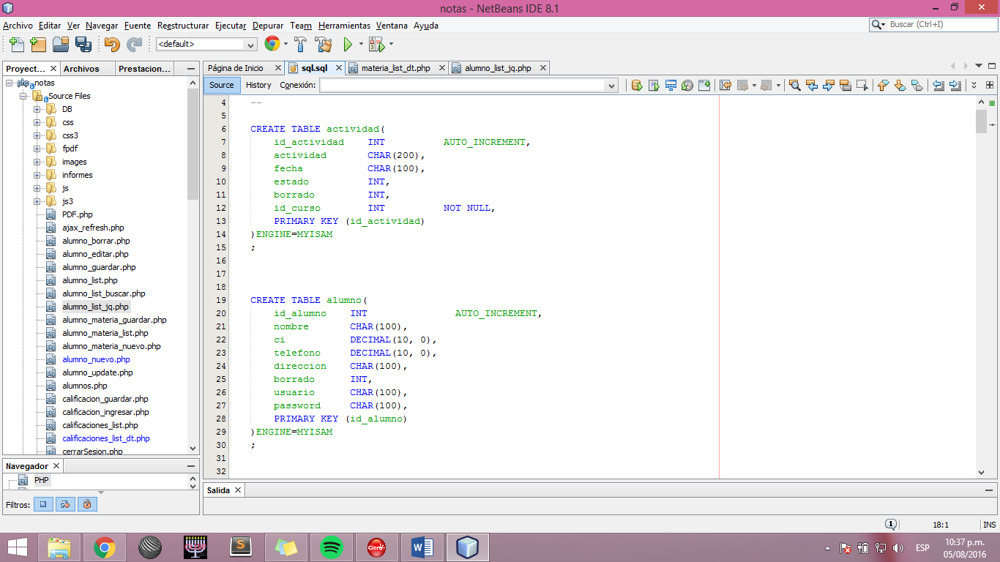 notas - NetBeans IDE 8.1
Archivo Editar Ver Navegar Fuente Reestructurar Ejecutar Depurar Team Herramientas Ventana Ayuda
Buscar (Ctrl+I)
<default>
Proyect... Archivos Prestacion...
Página de Inicio sql.sql materia_list_dt.php alumno_list_jq.php
Source History Conexión:
notas
Source Files
DB
css
css3
fpdf
images
informes
js
js3
PDF.php
ajax_refresh.php
alumno_borrar.php
alumno_editar.php
alumno_guardar.php
alumno_list.php
alumno_list_buscar.php
alumno_list_jq.php
alumno_materia_guardar.php
alumno_materia_list.php
alumno_materia_nuevo.php
alumno_nuevo.php
alumno_update.php
alumnos.php
calificacion_guardar.php
calificacion_ingresar.php
calificaciones_list.php
calificaciones_list_dt.php
cerrarSesion.php
4 --
5
6 CREATE TABLE actividad(
7 id_actividad INT AUTO_INCREMENT,
8 actividad CHAR(200),
9 fecha CHAR(100),
10 estado INT,
11 borrado INT,
12 id_curso INT NOT NULL,
13 PRIMARY KEY (id_actividad)
14 )ENGINE=MYISAM
15 ;
16
17
18
19 CREATE TABLE alumno(
20 id_alumno INT AUTO_INCREMENT,
21 nombre CHAR(100),
22 ci DECIMAL(10, 0),
23 telefono DECIMAL(10, 0),
24 direccion CHAR(100),
25 borrado INT,
26 usuario CHAR(100),
27 password CHAR(100),
28 PRIMARY KEY (id_alumno)
29 )ENGINE=MYISAM
30 ;
31
32
Navegador
PHP
Filtros:
Salida
1 18:1 INS
Claro
ESP
10:37 p.m.
05/08/2016